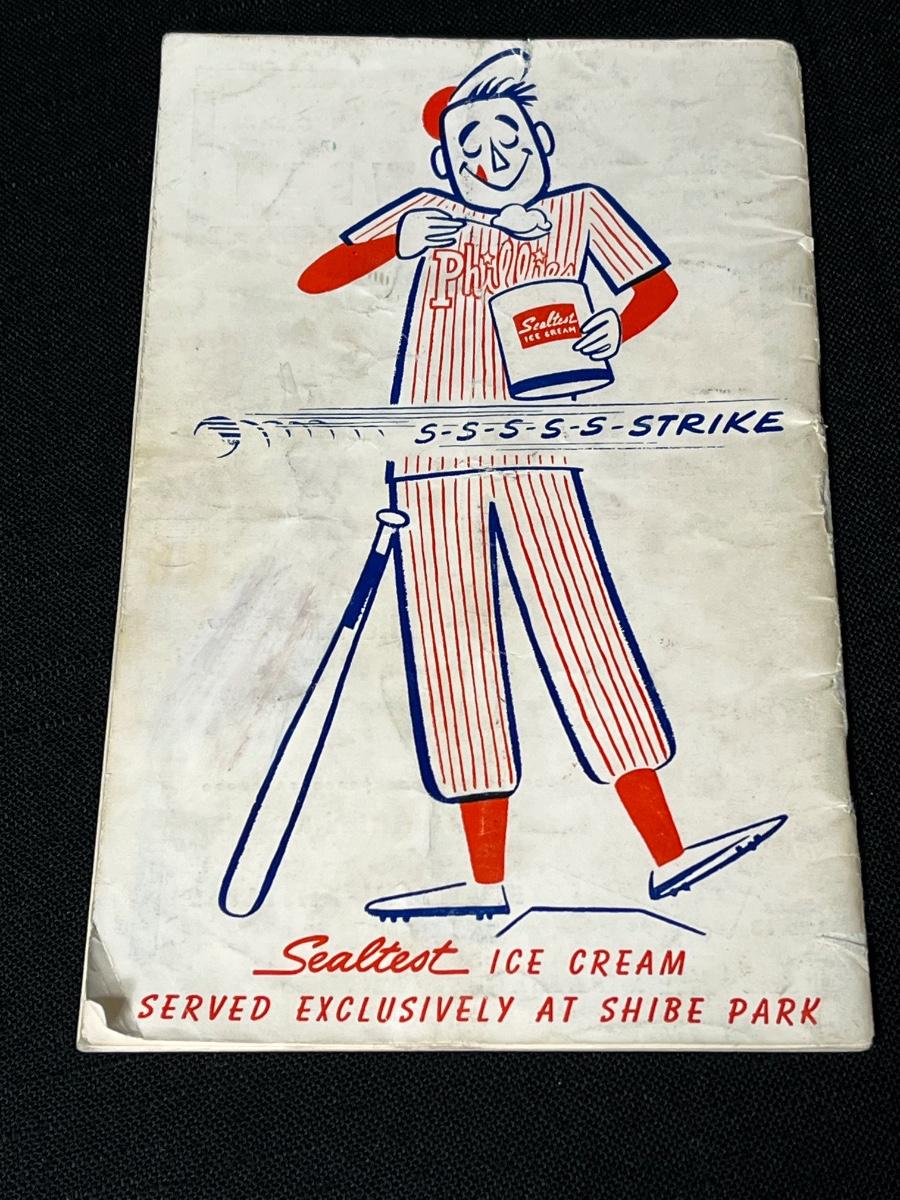 Phillies
Sealtest
ICE CREAM
S-S-S-S-S-STRIKE
Sealtest ICE CREAM
SERVED EXCLUSIVELY AT SHIBE PARK